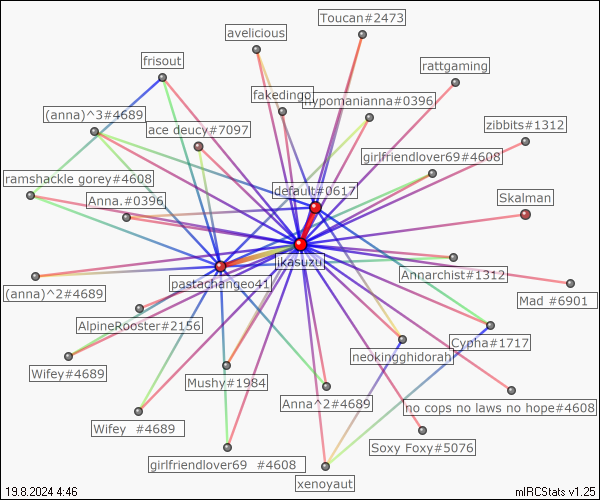 Toucan#2473
avelicious
frisout
rattgaming
fakedingo
hypomanianna#0396
(anna)^3#4689
ace deucy#7097
zibbits#1312
girlfriendlover69#4608
ramshackle gorey#4608
default#0617
Anna.#0396
Skalman
ikasuzu
Annarchist#1312
pastachangeo41
(anna)^2#4689
Mad #6901
AlpineRooster#2156
Cypha#1717
neokingghidorah
Wifey#4689
Mushy#1984
Anna^2#4689
no cops no laws no hope#4608
Wifey #4689
Soxy Foxy#5076
girlfriendlover69 #4608
xenoyaut
19.8.2024 4:46
mIRCStats v1.25